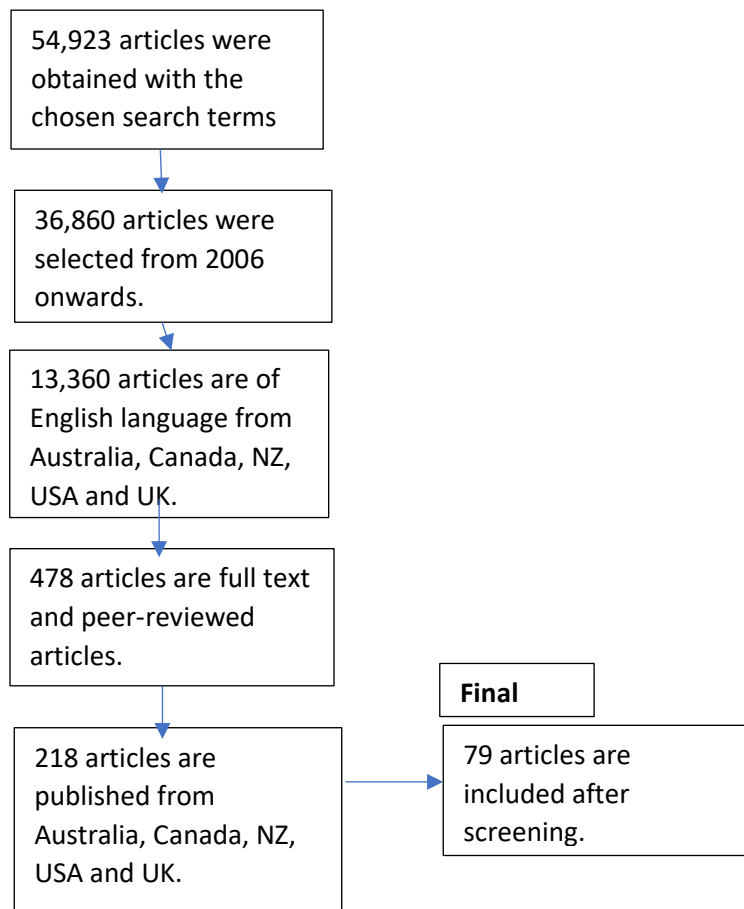 54,923 articles were
obtained with the
chosen search terms
36,860 articles were
selected from 2006
onwards.
13,360 articles are of
English language from
Australia, Canada, NZ,
USA and UK.
478 articles are full text
and peer-reviewed
articles.
218 articles are
published from
Australia, Canada, NZ,
USA and UK.
Final
79 articles are
included after
screening.